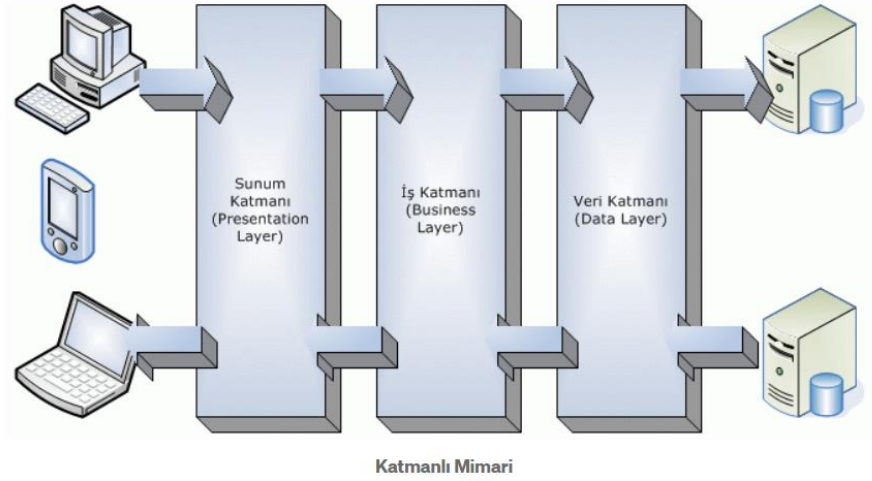 Sunum
Katmanı
(Presentation
Layer)
İş Katmanı
(Business
Layer)
Veri Katmanı
(Data Layer)
Katmanlı Mimari